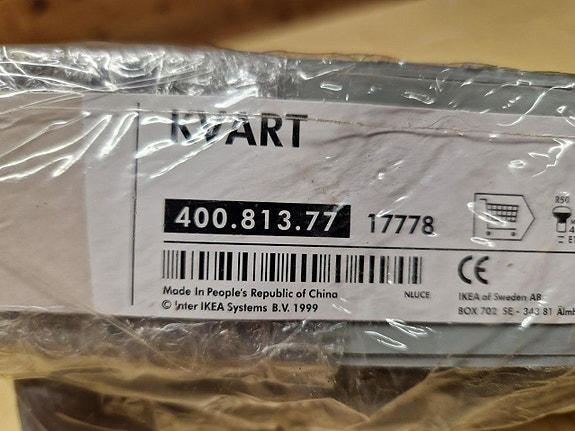 KVART
400.813.77 17778
R50
Made In People's Republic of China
© Inter IKEA Systems B.V. 1999
NLUCE
CE
IKEA of Sweden AB
BOX 702 SE - 343 81 Älmh